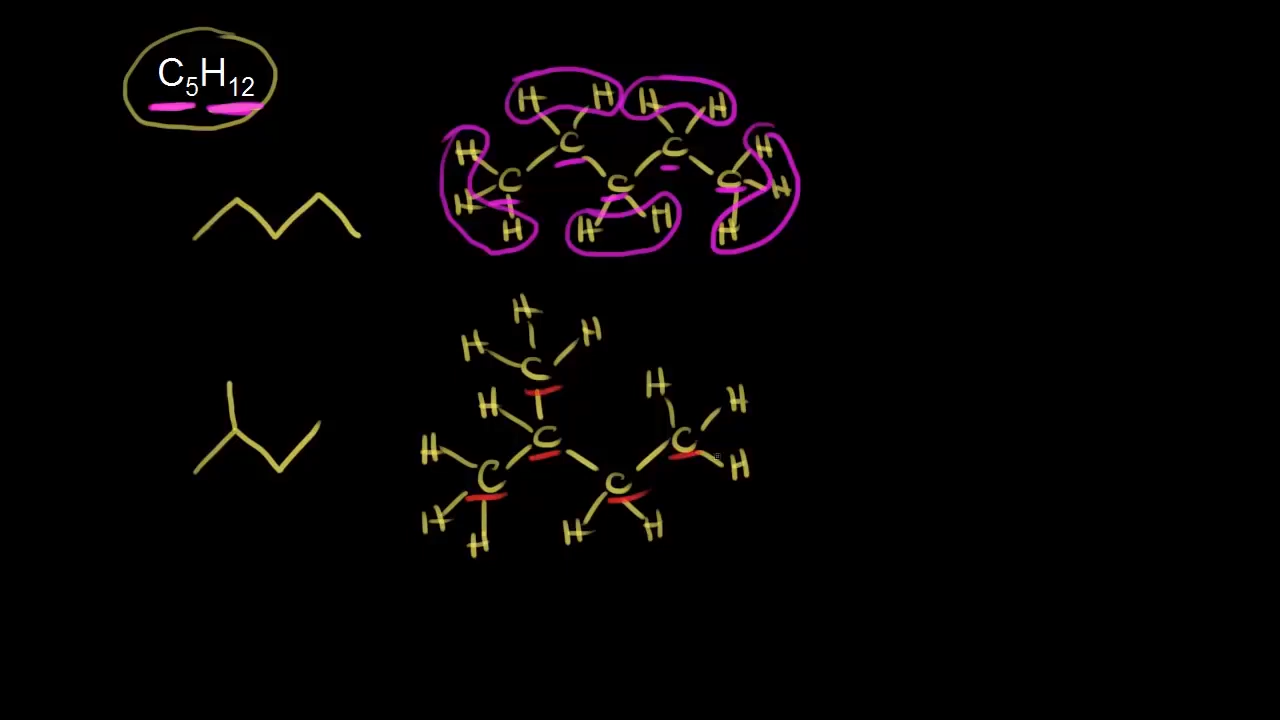 C₅H₁₂
H H H H
H C C H
C C C H
H H H H H
H
H H
C H H
H C
H C H
C C
H H H
H